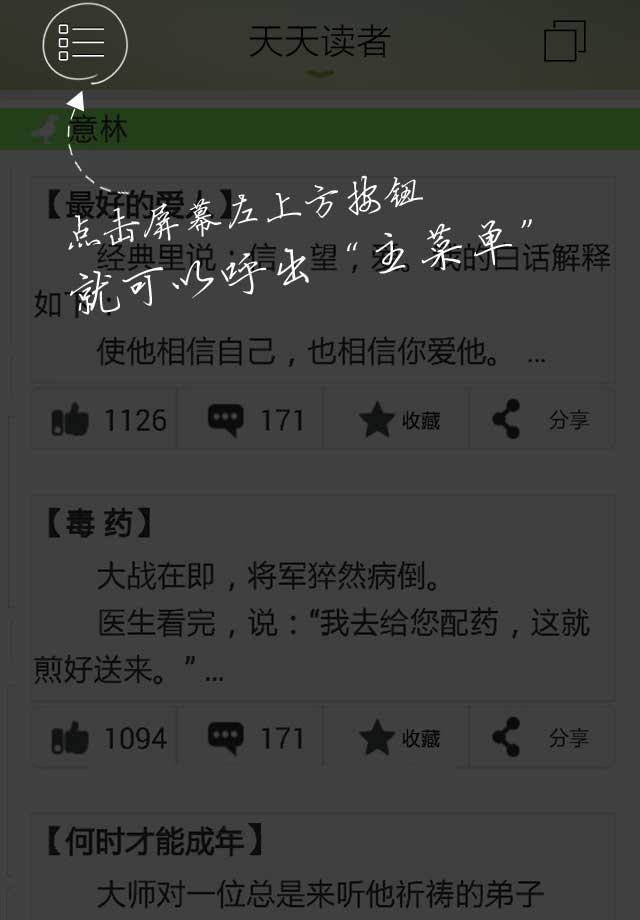 天天读者
意林
【最好的爱人】
点击屏幕左上方按钮
经典里说：信，望，爱。我的白话解释
就可以呼出“主菜单”
如下：
使他相信自己，也相信你爱他。 ...
1126 171 收藏 分享
【毒 药】
大战在即，将军猝然病倒。
医生看完，说：“我去给您配药，这就
煎好送来。” ...
1094 171 收藏 分享
【何时才能成年】
大师对一位总是来听他祈祷的弟子